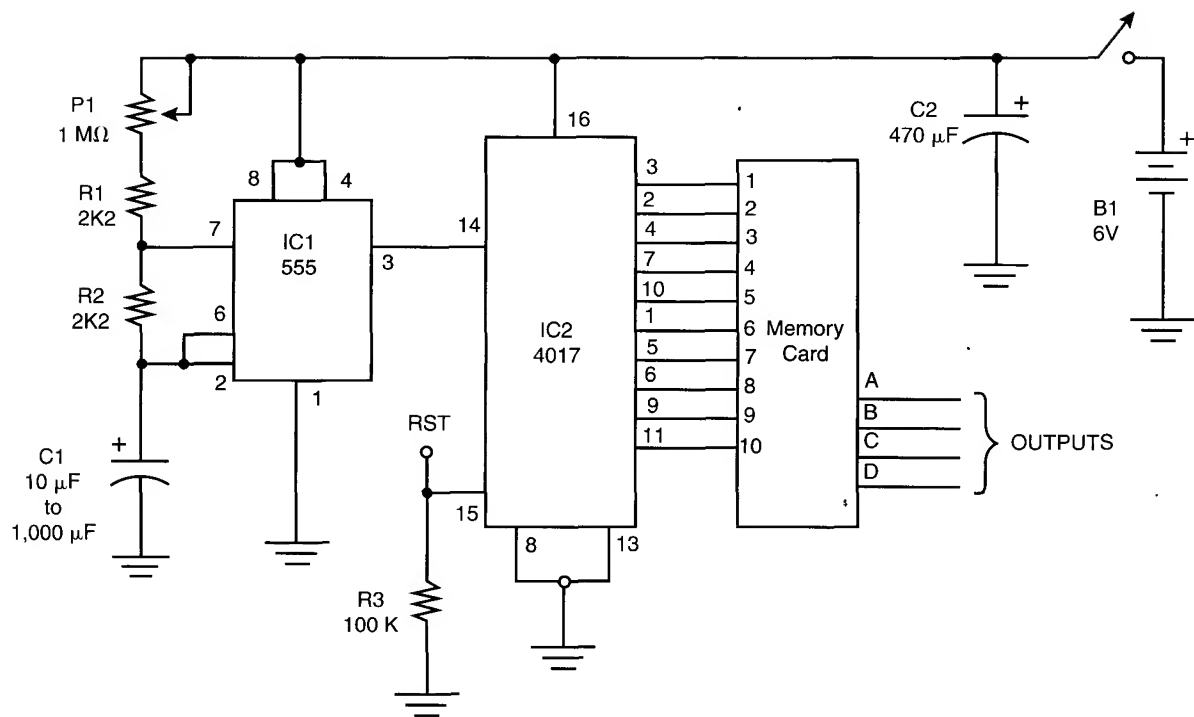 P1
1 MΩ
R1
2K2
R2
2K2
C1
10 µF
to
1,000 µF
+
8
4
7
IC1
555
3
6
2
1
16
14
IC2
4017
3
2
4
7
10
1
5
6
9
11
15
8
13
RST
R3
100 K
1
2
3
4
5
6
7
8
9
10
Memory
Card
A
B
C
D
OUTPUTS
C2
470 µF
+
+
B1
6V